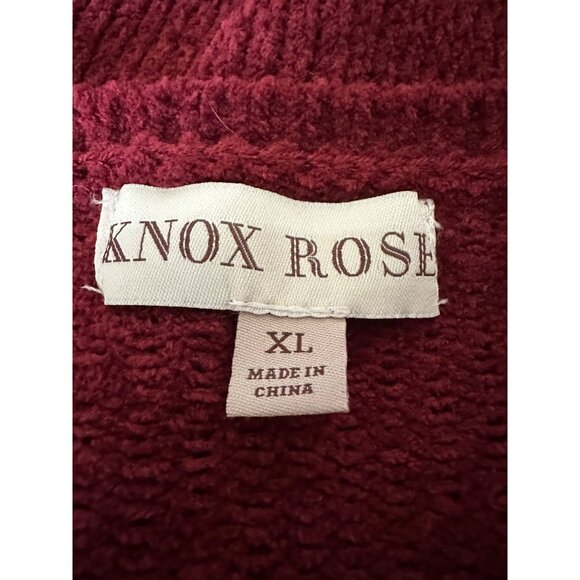 KNOX ROSE
XL
MADE IN
CHINA